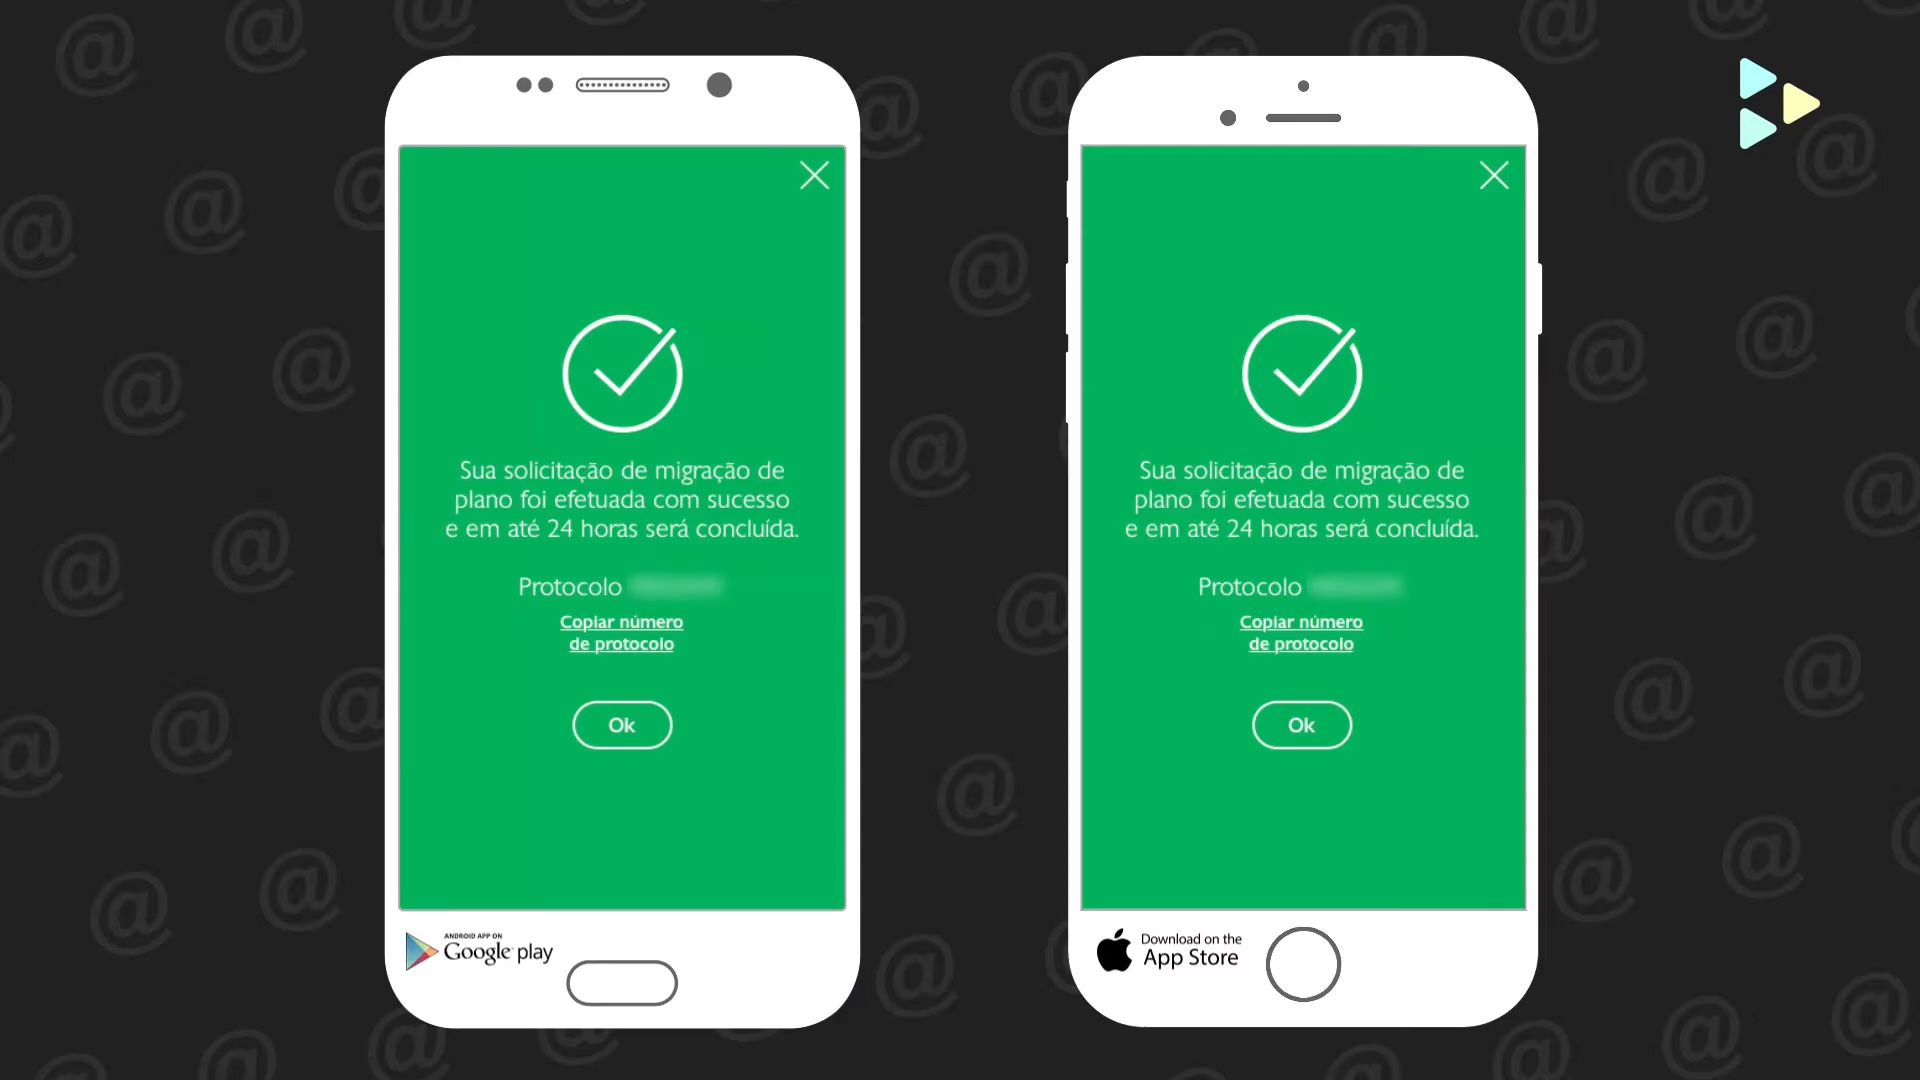 Sua solicitação de migração de
plano foi efetuada com sucesso
e em até 24 horas será concluída.
Protocolo
Copiar número
de protocolo
Ok
ANDROID APP ON
Google play
Sua solicitação de migração de
plano foi efetuada com sucesso
e em até 24 horas será concluída.
Protocolo
Copiar número
de protocolo
Ok
Download on the
App Store